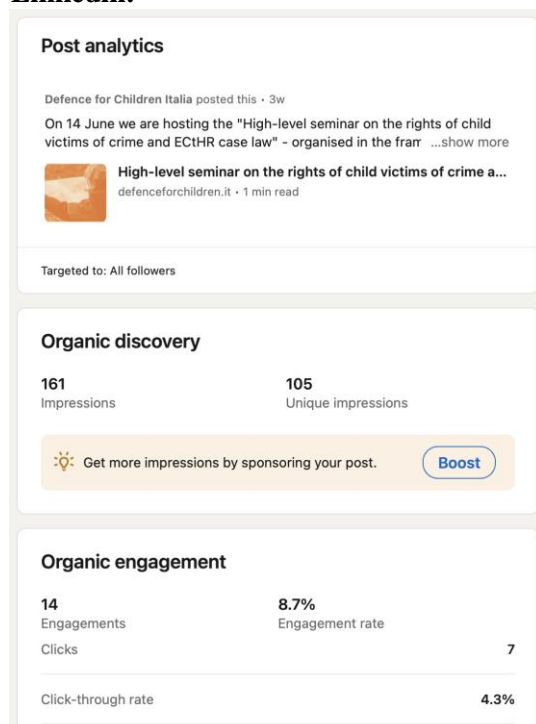 Post analytics
Defence for Children Italia posted this • 3w
On 14 June we are hosting the "High-level seminar on the rights of child
victims of crime and ECtHR case law" - organised in the fram ...show more
High-level seminar on the rights of child victims of crime a...
defenceforchildren.it • 1 min read
Targeted to: All followers
Organic discovery
161 105
Impressions Unique impressions
Get more impressions by sponsoring your post. Boost
Organic engagement
14 8.7%
Engagements Engagement rate
Clicks 7
Click-through rate 4.3%